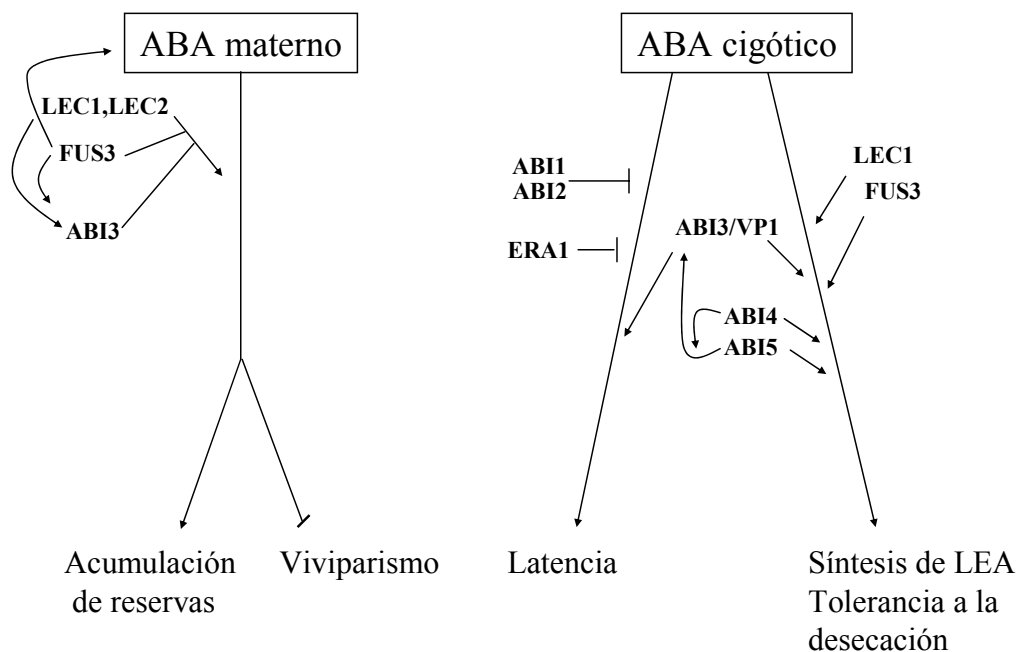 ABA materno
LEC1,LEC2
FUS3
ABI3
Acumulación
de reservas
Viviparismo
ABA cigótico
ABI1
ABI2
ERA1
ABI3/VP1
ABI4
ABI5
LEC1
FUS3
Latencia
Síntesis de LEA
Tolerancia a la
desecación